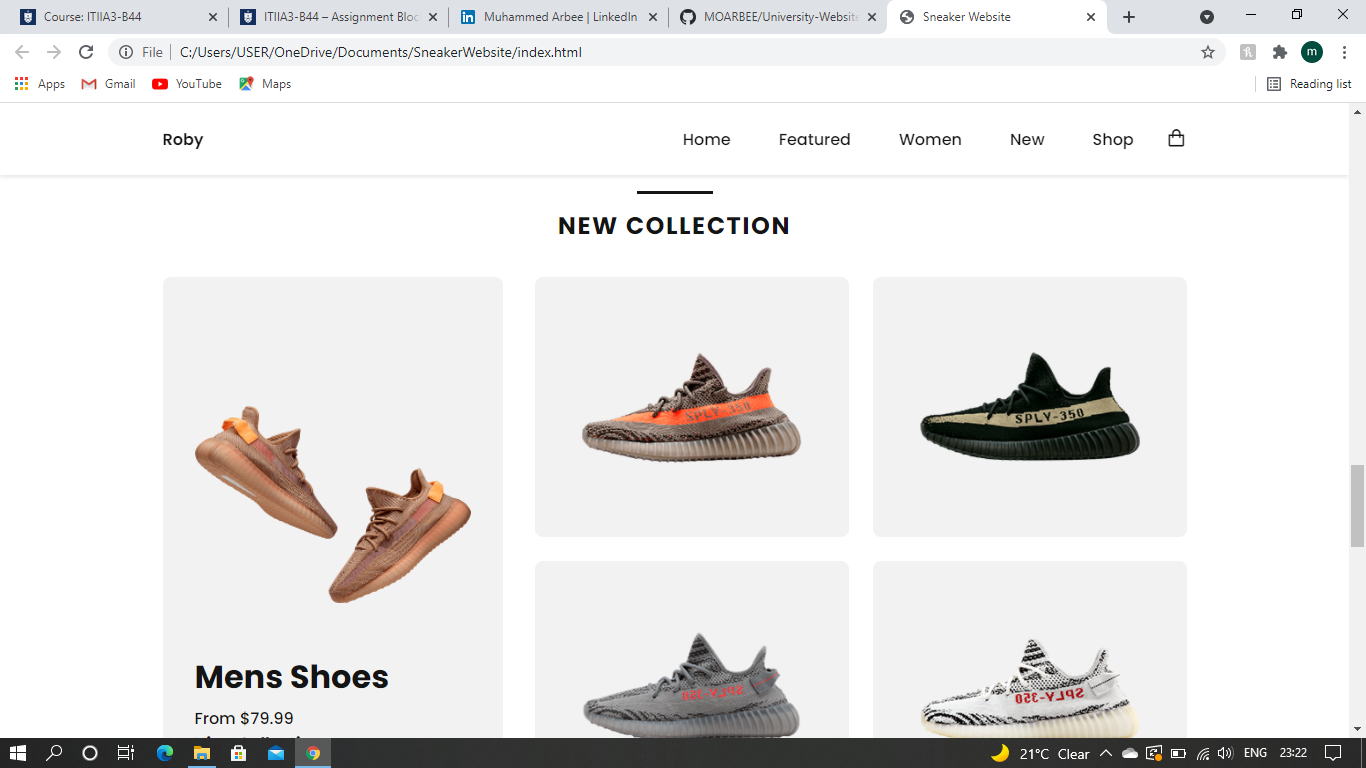 Course: ITIIA3-B44
ITIIA3-B44 – Assignment Bloc
Muhammed Arbee | LinkedIn
MOARBEE/University-Website
Sneaker Website
File
C:/Users/USER/OneDrive/Documents/SneakerWebsite/index.html
m
Apps
Gmail
YouTube
Maps
Reading list
Roby
Home
Featured
Women
New
Shop
NEW COLLECTION
SPLY-350
SPLY-350
Mens Shoes
From $79.99
SPLY-350
SPLY-350
21°C Clear
ENG
23:22